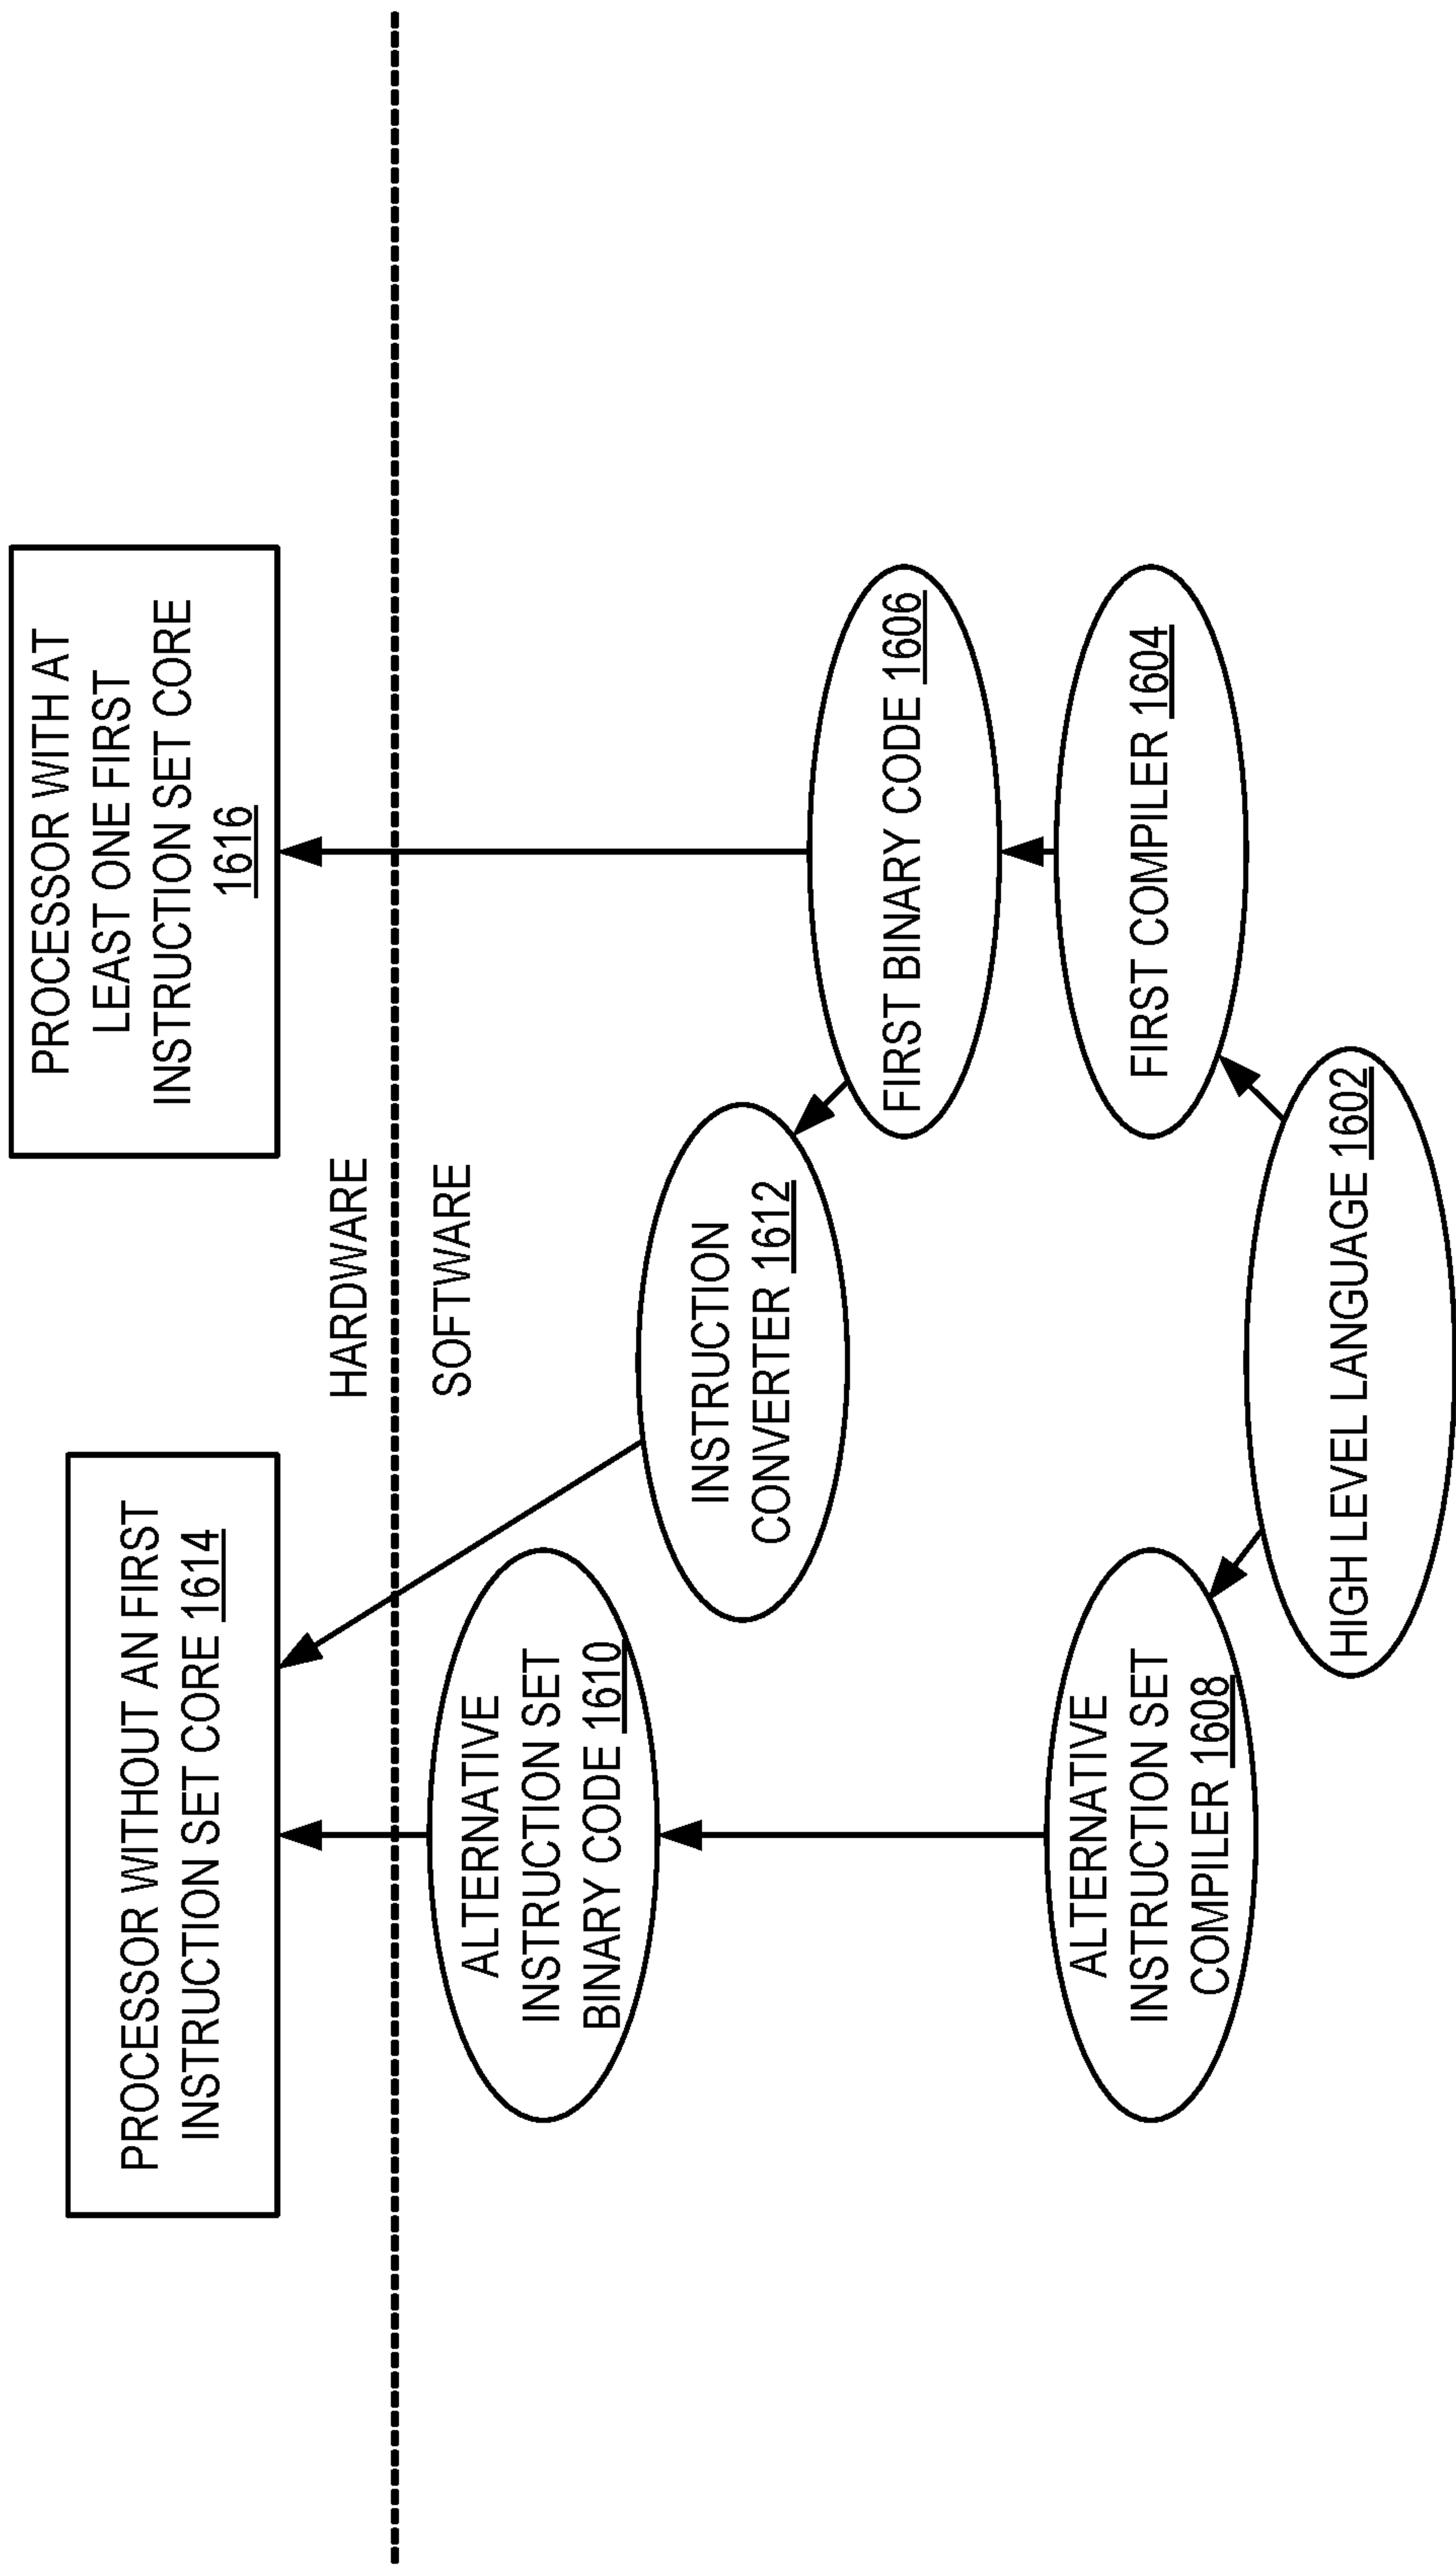 PROCESSOR WITHOUT AN FIRST
INSTRUCTION SET CORE 1614
PROCESSOR WITH AT
LEAST ONE FIRST
INSTRUCTION SET CORE
1616
HARDWARE
SOFTWARE
ALTERNATIVE
INSTRUCTION SET
BINARY CODE 1610
INSTRUCTION
CONVERTER 1612
FIRST BINARY CODE 1606
ALTERNATIVE
INSTRUCTION SET
COMPILER 1608
FIRST COMPILER 1604
HIGH LEVEL LANGUAGE 1602